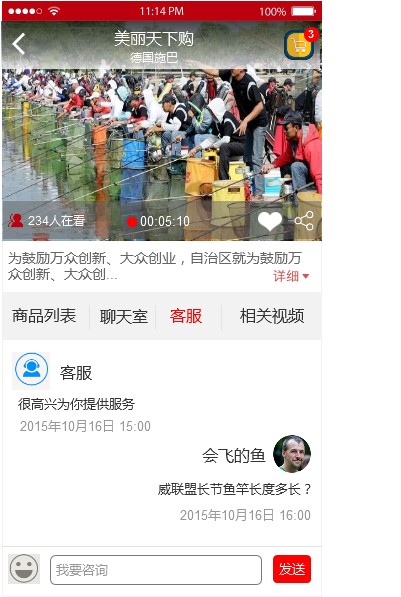 11:14 PM
100%
美丽天下购
德国施巴
3
234人在看
00:05:10
为鼓励万众创新、大众创业，自治区就为鼓励万
众创新、大众创...
详细
商品列表 聊天室 客服 相关视频
客服
很高兴为你提供服务
2015年10月16日 15:00
会飞的鱼
威联盟长节鱼竿长度多长？
2015年10月16日 16:00
我要咨询
发送